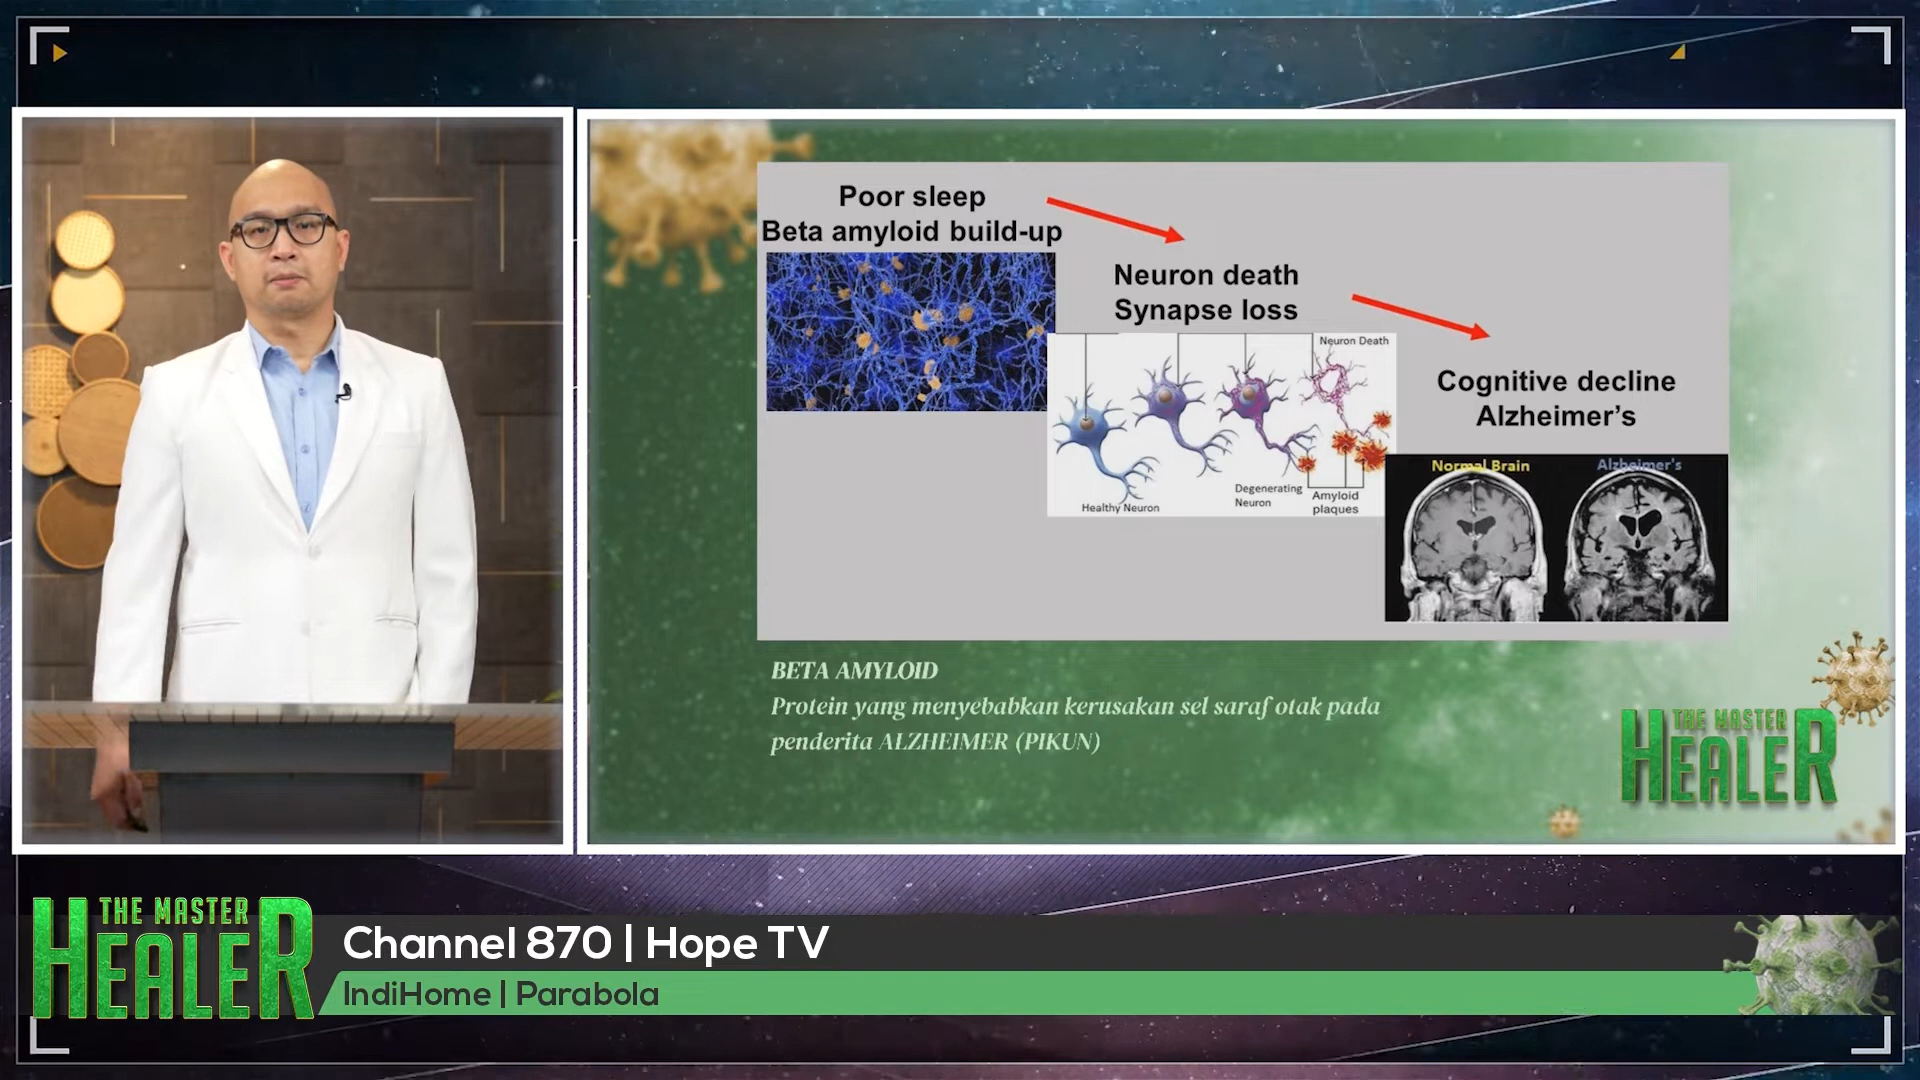 Poor sleep
Beta amyloid build-up
Neuron death
Synapse loss
Cognitive decline
Alzheimer's
Neuron Death
Healthy Neuron
Degenerating
Neuron
Amyloid
plaques
Normal Brain
Alzheimer's
BETA AMYLOID
Protein yang menyebabkan kerusakan sel saraf otak pada
penderita ALZHEIMER (PIKUN)
THE MASTER
HEALER
THE MASTER
HEALER
Channel 870 | Hope TV
IndiHome | Parabola